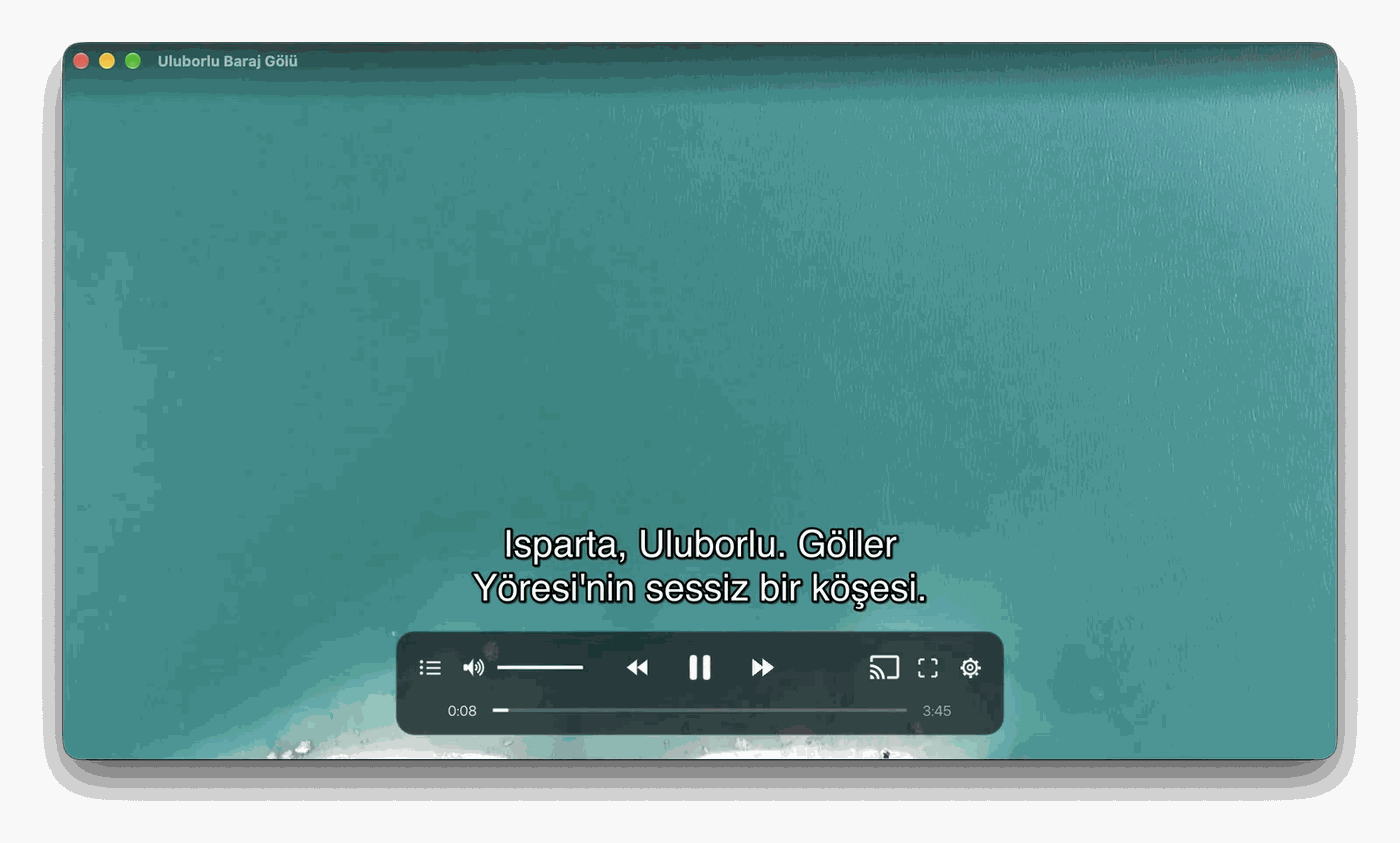 Uluborlu Baraj Gölü
Isparta, Uluborlu. Göller
Yöresi'nin sessiz bir köşesi.
0:08
3:45